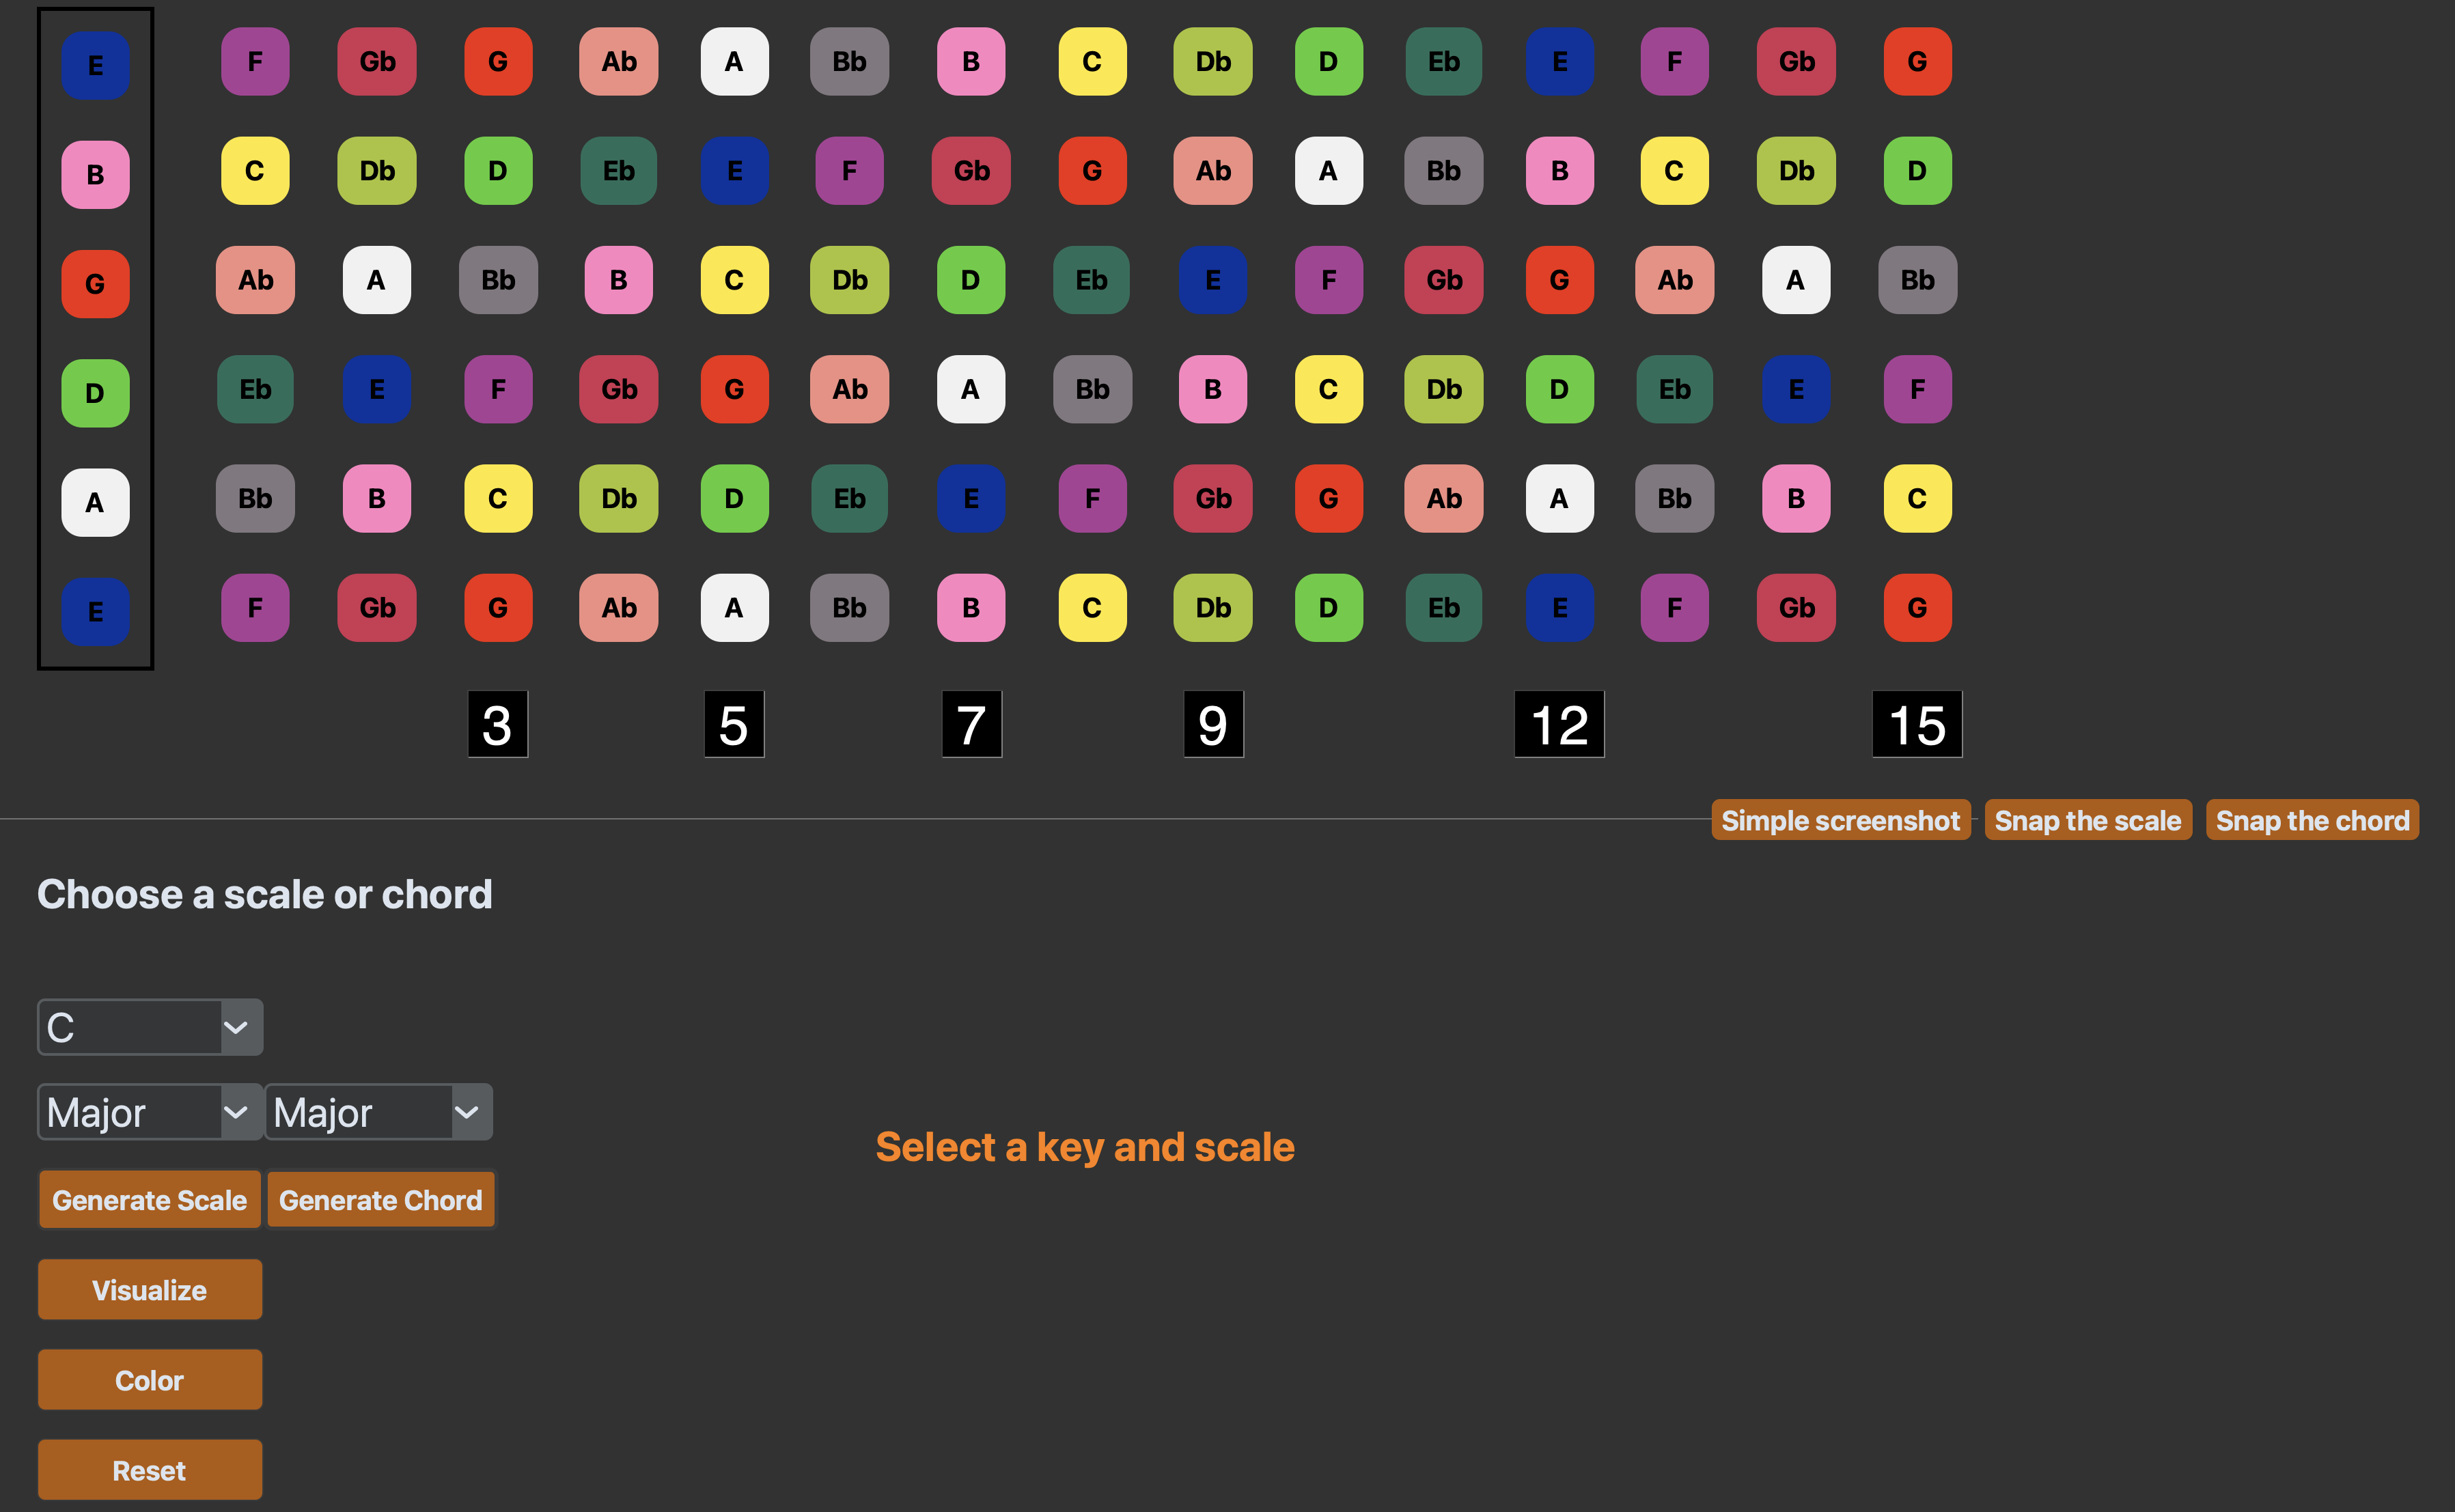 E F Gb G Ab A Bb B C Db D Eb E F Gb G
B C Db D Eb E F Gb G Ab A Bb B C Db D
G Ab A Bb B C Db D Eb E F Gb G Ab A Bb
D Eb E F Gb G Ab A Bb B C Db D Eb E F
A Bb B C Db D Eb E F Gb G Ab A Bb B C
E F Gb G Ab A Bb B C Db D Eb E F Gb G
3 5 7 9 12 15
Simple screenshot Snap the scale Snap the chord
Choose a scale or chord
C
Major Major
Select a key and scale
Generate Scale Generate Chord
Visualize
Color
Reset